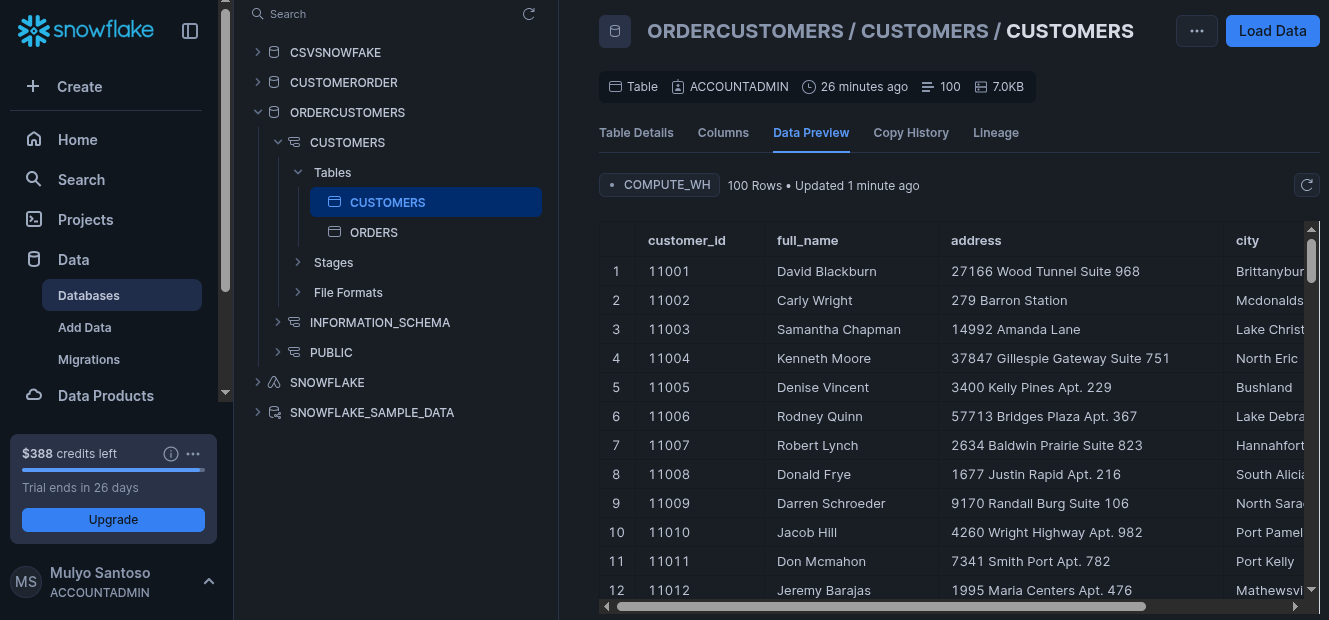 snowflake
Create
Home
Search
Projects
Data
Databases
Add Data
Migrations
Data Products
$388 credits left
Trial ends in 26 days
Upgrade
MS
Mulyo Santoso
ACCOUNTADMIN
Search
CSVSNOWFAKE
CUSTOMERORDER
ORDERCUSTOMERS
CUSTOMERS
Tables
CUSTOMERS
ORDERS
Stages
File Formats
INFORMATION_SCHEMA
PUBLIC
SNOWFLAKE
SNOWFLAKE_SAMPLE_DATA
ORDERCUSTOMERS / CUSTOMERS / CUSTOMERS
... Load Data
Table ACCOUNTADMIN 26 minutes ago 100 7.0KB
Table Details Columns Data Preview Copy History Lineage
• COMPUTE_WH 100 Rows • Updated 1 minute ago
customer_id full_name address city
1 11001 David Blackburn 27166 Wood Tunnel Suite 968 Brittanybur
2 11002 Carly Wright 279 Barron Station Mcdonalds
3 11003 Samantha Chapman 14992 Amanda Lane Lake Christ
4 11004 Kenneth Moore 37847 Gillespie Gateway Suite 751 North Eric
5 11005 Denise Vincent 3400 Kelly Pines Apt. 229 Bushland
6 11006 Rodney Quinn 57713 Bridges Plaza Apt. 367 Lake Debra
7 11007 Robert Lynch 2634 Baldwin Prairie Suite 823 Hannahfort
8 11008 Donald Frye 1677 Justin Rapid Apt. 216 South Alicia
9 11009 Darren Schroeder 9170 Randall Burg Suite 106 North Sara
10 11010 Jacob Hill 4260 Wright Highway Apt. 982 Port Pamel
11 11011 Don Mcmahon 7341 Smith Port Apt. 782 Port Kelly
12 11012 Jeremy Barajas 1995 Maria Centers Apt. 476 Mathewsvi